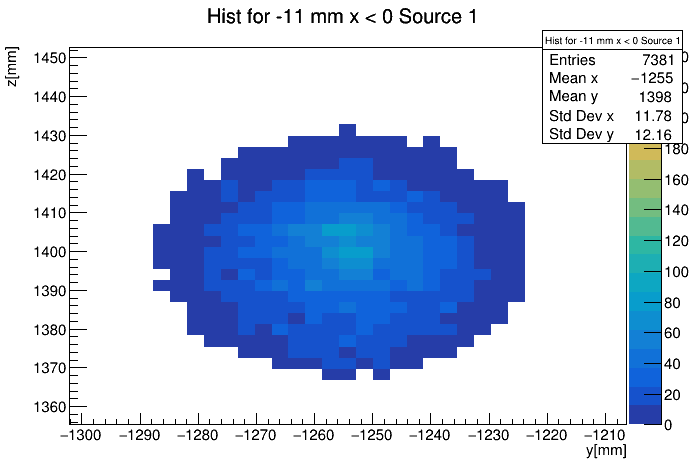 Hist for -11 mm x < 0 Source 1
Hist for -11 mm x < 0 Source 1
Entries 7381
Mean x −1255
Mean y 1398
Std Dev x 11.78
Std Dev y 12.16
z[mm]
1450
1440
1430
1420
1410
1400
1390
1380
1370
1360
180
160
140
120
100
80
60
40
20
0
−1300 −1290 −1280 −1270 −1260 −1250 −1240 −1230 −1220 −1210
y[mm]